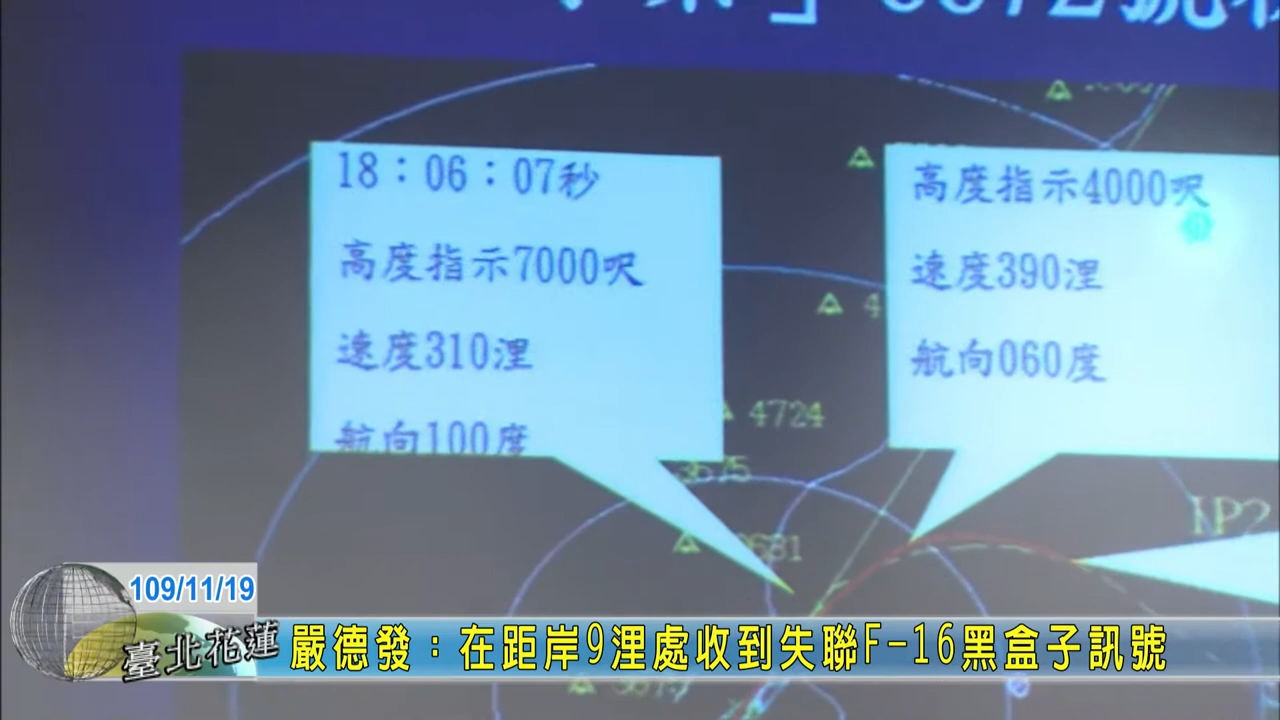 18：06：07秒
高度指示7000呎
速度310浬
航向100度
高度指示4000呎
速度390浬
航向060度
4724
3675
IP2
109/11/19
臺北花蓮
嚴德發：在距岸9浬處收到失聯F-16黑盒子訊號